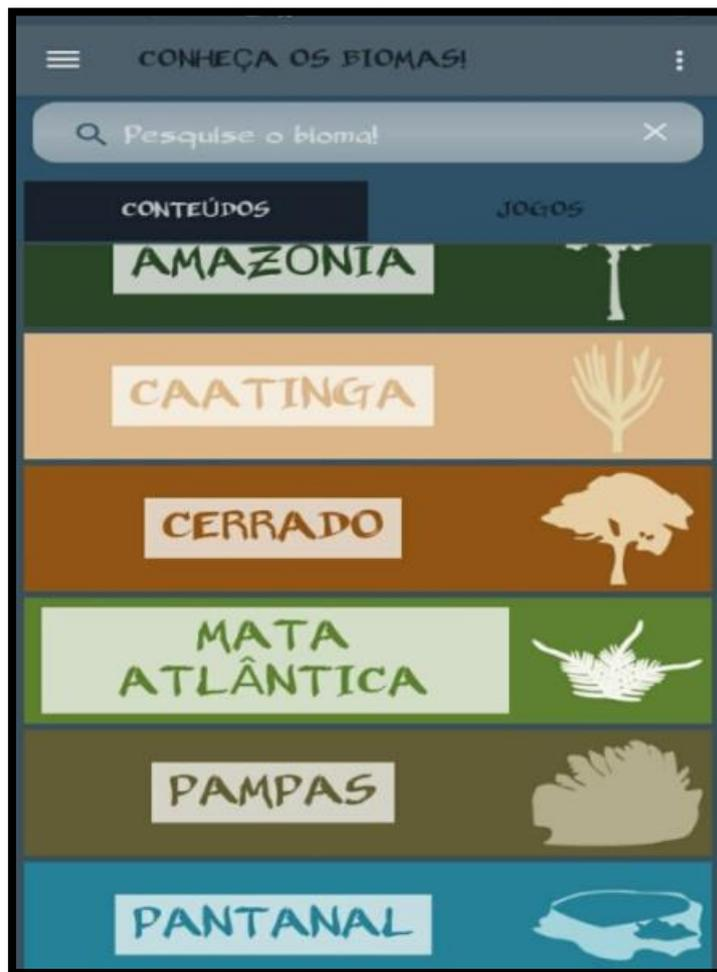 CONHEÇA OS BIOMAS!
Pesquise o bioma!
CONTEÚDOS JOGOS
AMAZÔNIA
CAATINGA
CERRADO
MATA
ATLÂNTICA
PAMPAS
PANTANAL